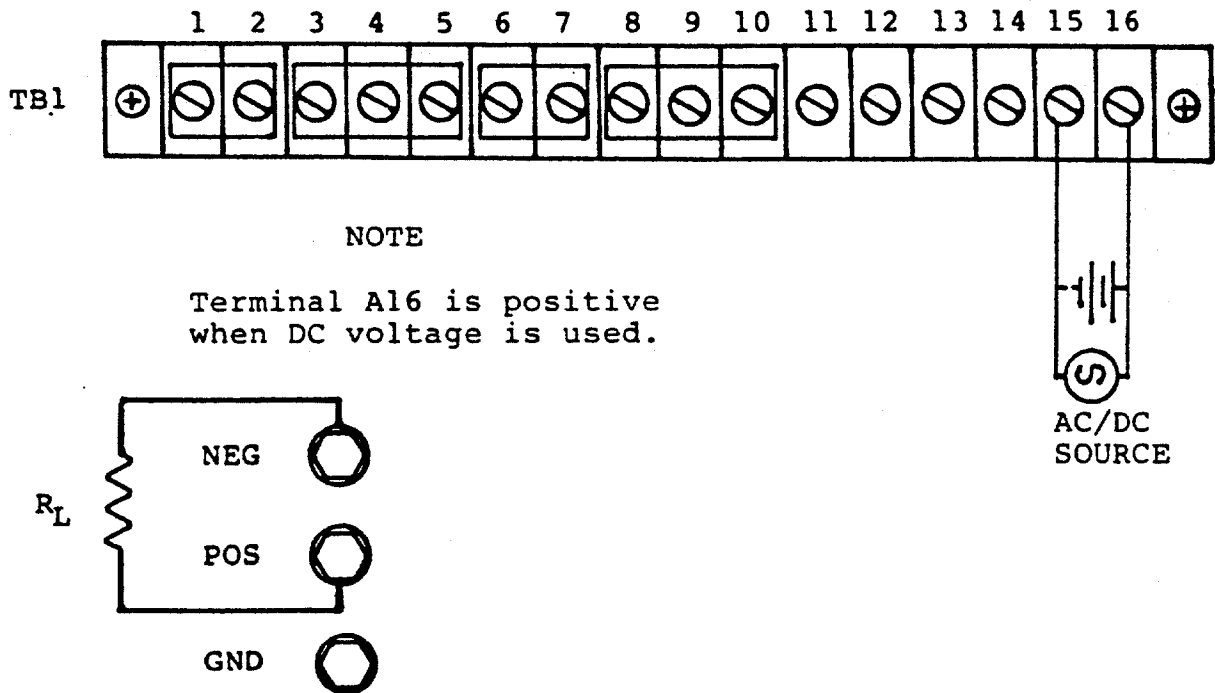 1 2 3 4 5 6 7 8 9 10 11 12 13 14 15 16
TB1
NOTE
Terminal A16 is positive
when DC voltage is used.
S
AC/DC
SOURCE
NEG
RL
POS
GND